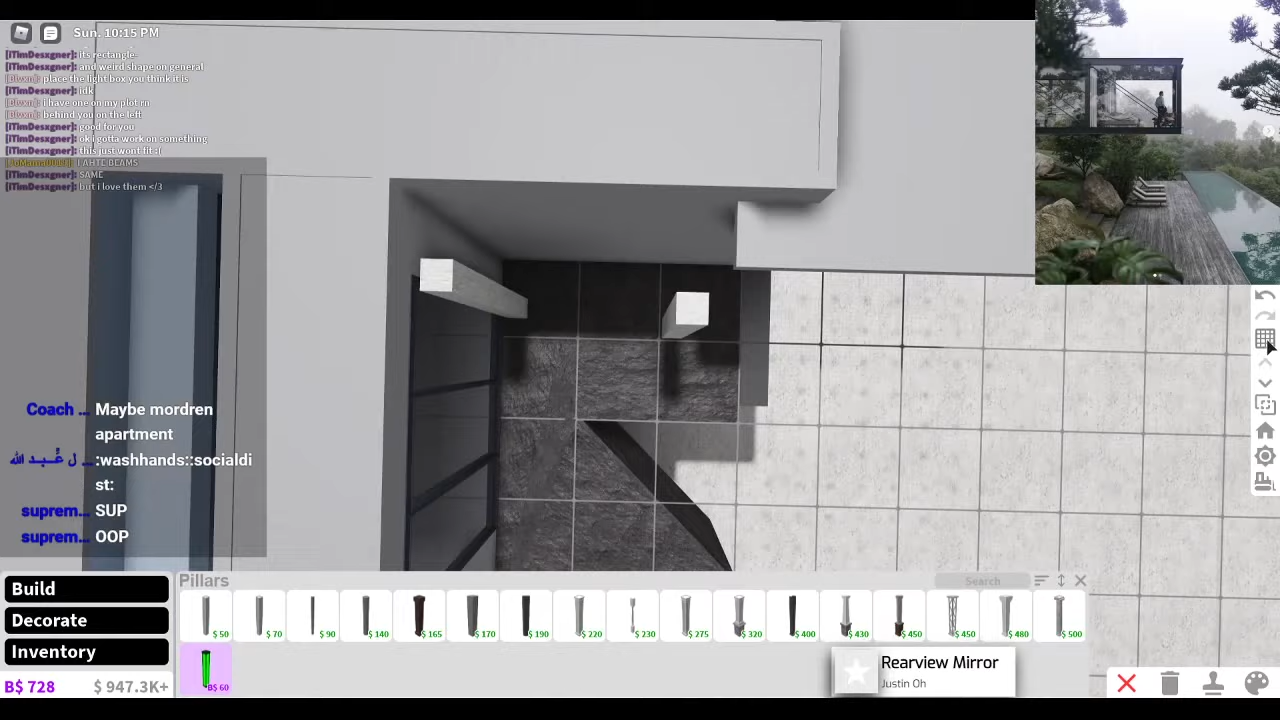 Sun. 10:15 PM
[iTimDesxgner]: its rectangle-
[iTimDesxgner]: and weird shape on general
place the light box you think it is
[iTimDesxgner]: idk
i have one on my plot rn
behind you on the left
[iTimDesxgner]: good for you
[iTimDesxgner]: ok i gotta work on something
[iTimDesxgner]: this just wont fit :(
I AHTE BEAMS
[iTimDesxgner]: SAME
[iTimDesxgner]: but i love them </3
Coach ... Maybe mordren
apartment
:washhands::socialdi
st:
suprem... SUP
suprem... OOP
Build
Decorate
Inventory
B$ 728 $ 947.3K+
Pillars
Search
$ 50 $ 70 $ 90 $ 140 $ 165 $ 170 $ 190 $ 220 $ 230 $ 275 $ 320 $ 400 $ 430 $ 450 $ 450 $ 480 $ 500
B$ 60
Rearview Mirror
Justin Oh